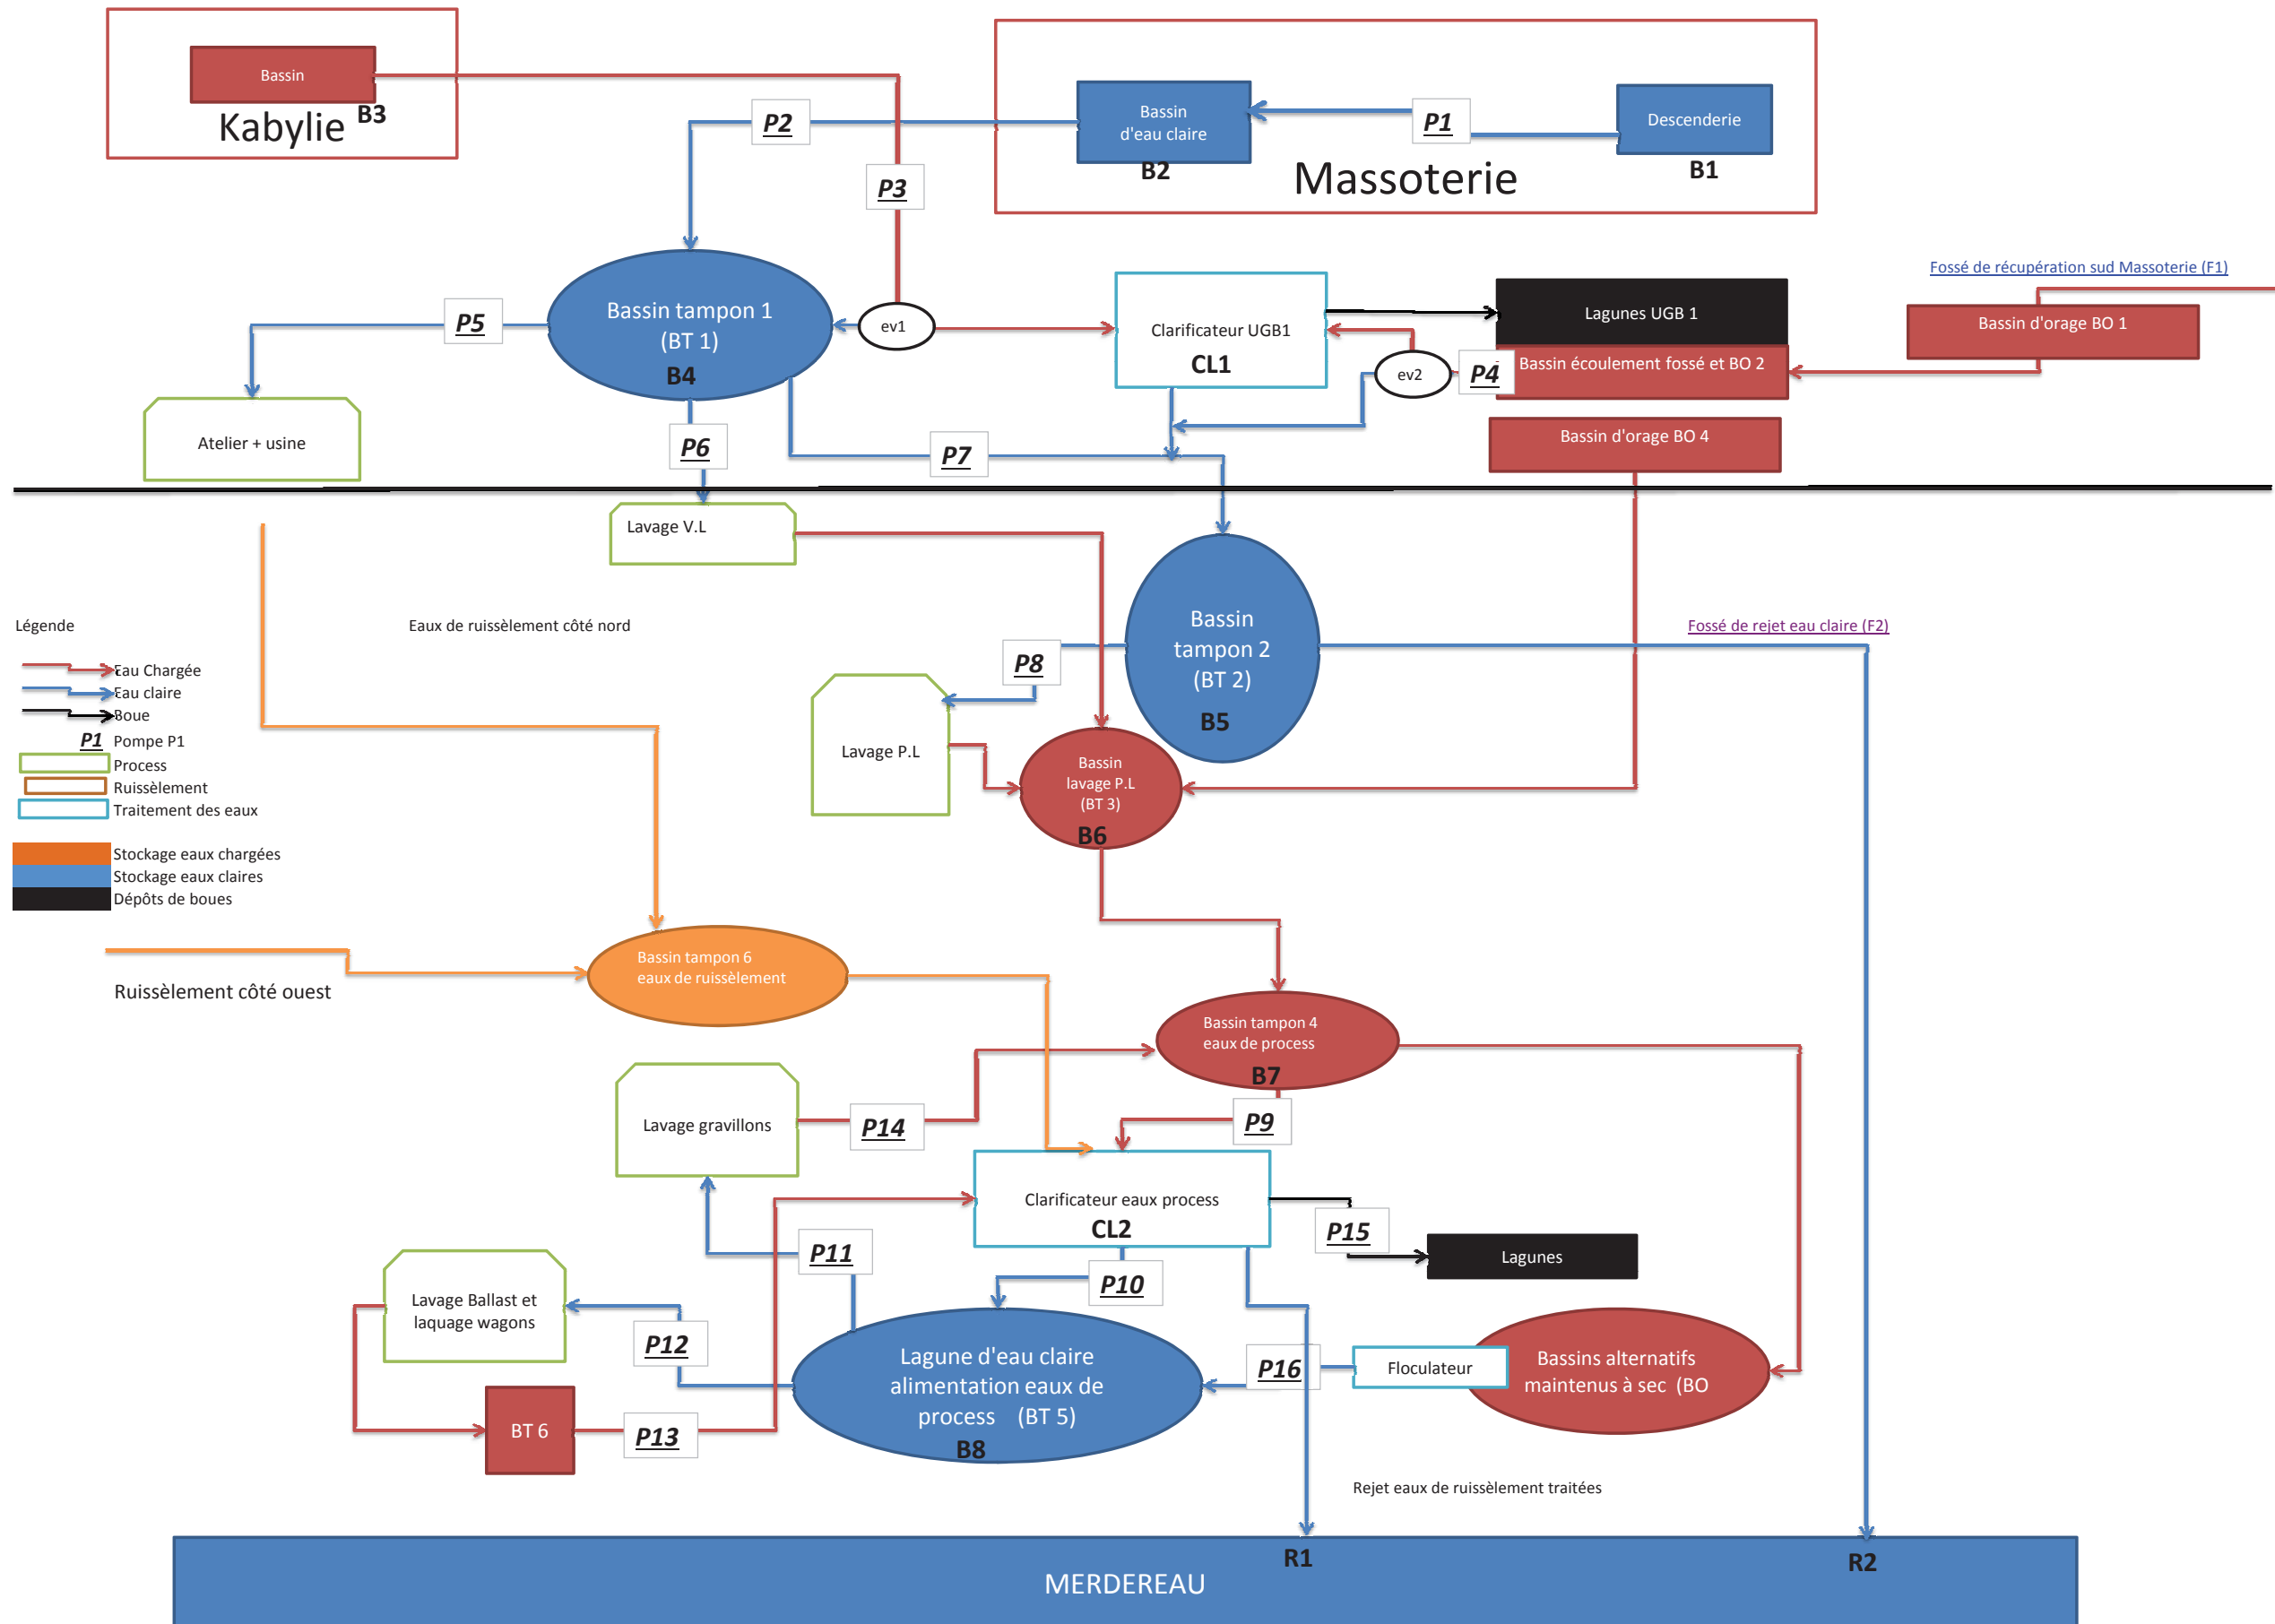 Bassin
B3
Kabylie
P2
Bassin
d'eau claire
B2
P1
Descenderie
B1
Massoterie
P3
Fossé de récupération sud Massoterie (F1)
Bassin tampon 1
(BT 1)
B4
ev1
P5
Clarificateur UGB1
CL1
Lagunes UGB 1
Bassin d'orage BO 1
Bassin écoulement fossé et BO 2
P4
ev2
Atelier + usine
P6
P7
Bassin d'orage BO 4
Lavage V.L
Légende
Eau Chargée
Eau claire
Boue
P1 Pompe P1
Process
Ruissèlement
Traitement des eaux
Stockage eaux chargées
Stockage eaux claires
Dépôts de boues
Eaux de ruissèlement côté nord
Bassin
tampon 2
(BT 2)
B5
Fossé de rejet eau claire (F2)
P8
Lavage P.L
Bassin
lavage P.L
(BT 3)
B6
Bassin tampon 6
eaux de ruissèlement
Ruissèlement côté ouest
Bassin tampon 4
eaux de process
B7
Lavage gravillons
P14
P9
Clarificateur eaux process
CL2
P15
Lagunes
P11
P10
Lavage Ballast et
laquage wagons
P12
Lagune d'eau claire
alimentation eaux de
process (BT 5)
B8
P16
Floculateur
Bassins alternatifs
maintenus à sec (BO
BT 6
P13
Rejet eaux de ruissèlement traitées
R1
R2
MERDEREAU